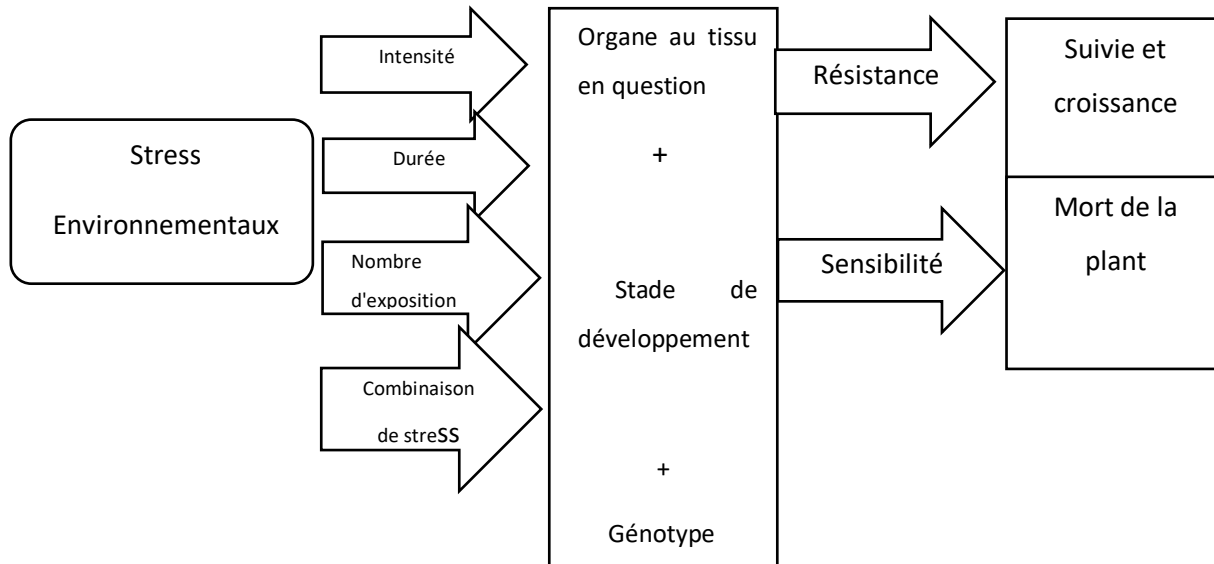 Stress
Environnementaux
Intensité
Durée
Nombre
d'exposition
Combinaison
de streSS
Organe au tissu
en question
+
Stade de
développement
+
Génotype
Résistance
Sensibilité
Suivie et
croissance
Mort de la
plant